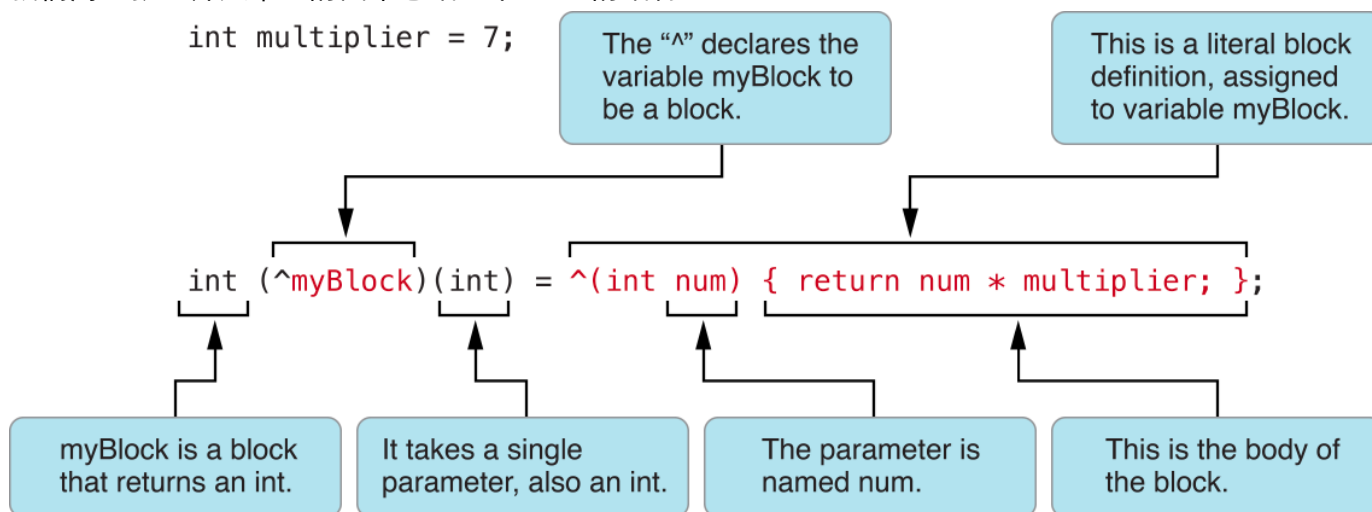 int multiplier = 7;
The “^” declares the
variable myBlock to
be a block.
This is a literal block
definition, assigned
to variable myBlock.
int (^myBlock)(int) = ^(int num) { return num * multiplier; };
myBlock is a block
that returns an int.
It takes a single
parameter, also an int.
The parameter is
named num.
This is the body of
the block.